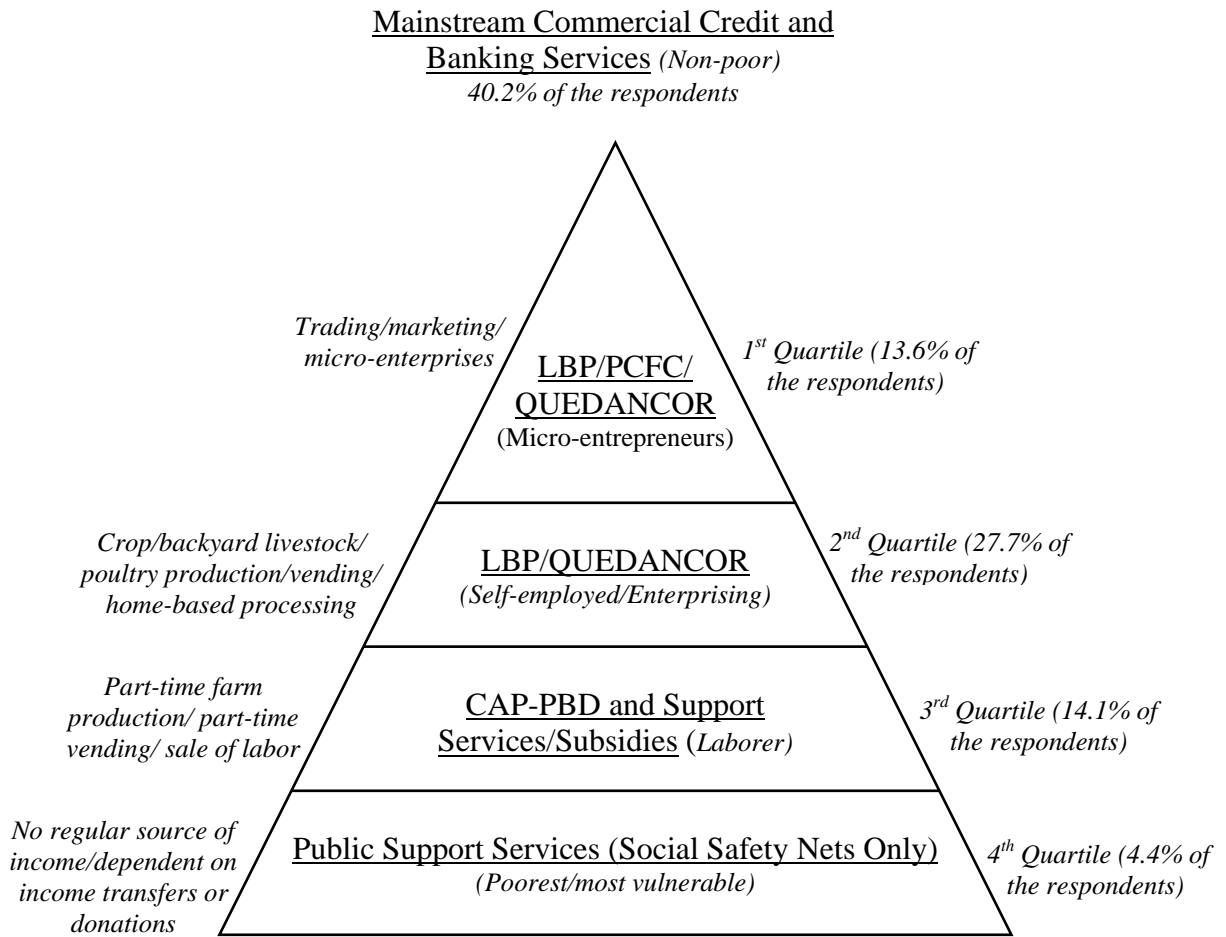 Mainstream Commercial Credit and
Banking Services (Non-poor)
40.2% of the respondents
Trading/marketing/
micro-enterprises
LBP/PCFC/
QUEDANCOR
(Micro-entrepreneurs)
1st Quartile (13.6% of
the respondents)
Crop/backyard livestock/
poultry production/vending/
home-based processing
LBP/QUEDANCOR
(Self-employed/Enterprising)
2nd Quartile (27.7% of
the respondents)
Part-time farm
production/ part-time
vending/ sale of labor
CAP-PBD and Support
Services/Subsidies (Laborer)
3rd Quartile (14.1% of
the respondents)
No regular source of
income/dependent on
income transfers or
donations
Public Support Services (Social Safety Nets Only)
(Poorest/most vulnerable)
4th Quartile (4.4% of
the respondents)